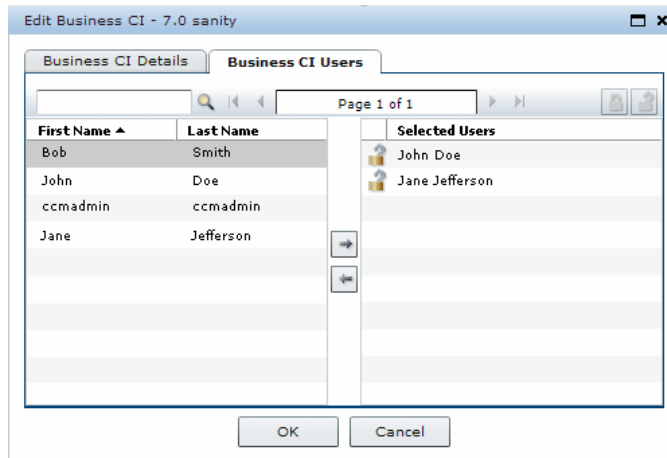 Edit Business CI - 7.0 sanity
Business CI Details Business CI Users
Page 1 of 1
First Name Last Name Selected Users
Bob Smith John Doe
John Doe Jane Jefferson
ccmadmin ccmadmin
Jane Jefferson
OK Cancel